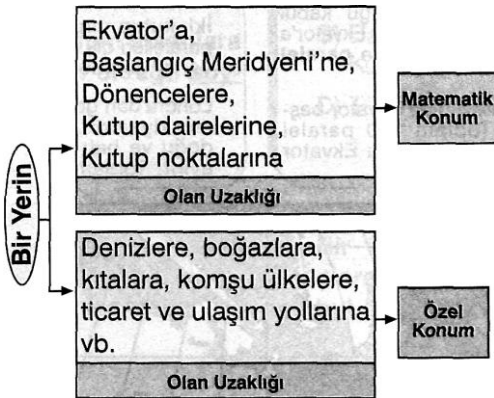 Bir Yerin
Ekvator'a,
Başlangıç Meridyeni'ne,
Dönencelere,
Kutup dairelerine,
Kutup noktalarına
Olan Uzaklığı
Matematik
Konum
Denizlere, boğazlara,
kıtalara, komşu ülkelere,
ticaret ve ulaşım yollarına
vb.
Olan Uzaklığı
Özel
Konum